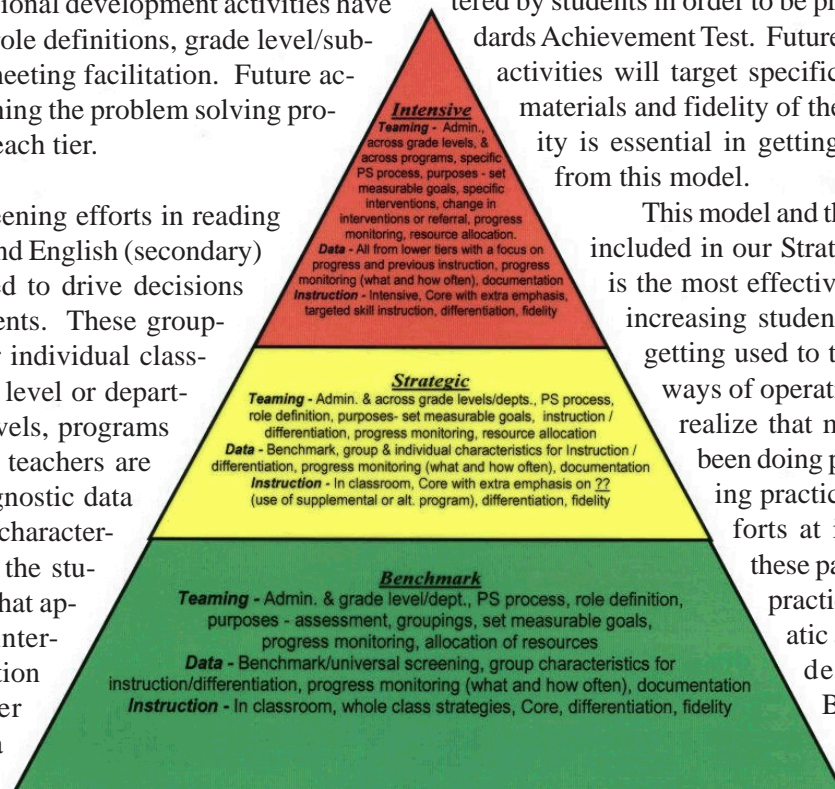 ional development activities have
role definitions, grade level/sub-
neeting facilitation. Future ac-
ning the problem solving pro-
each tier.
eening efforts in reading
nd English (secondary)
ed to drive decisions
ents. These group-
r individual class-
level or depart-
vels, programs
teachers are
gnostic data
character-
the stu-
hat ap-
nter-
tion
er
Intensive
Teaming - Admin.,
across grade levels, &
across programs, specific
PS process, purposes - set
measurable goals, specific
interventions, change in
interventions or referral, progress
monitoring, resource allocation.
Data - All from lower tiers with a focus on
progress and previous instruction, progress
monitoring (what and how often), documentation
Instruction - Intensive, Core with extra emphasis,
targeted skill instruction, differentiation, fidelity
Strategic
Teaming - Admin. & across grade levels/depts., PS process,
role definition, purposes- set measurable goals, instruction /
differentiation, progress monitoring, resource allocation
Data - Benchmark, group & individual characteristics for Instruction /
differentiation, progress monitoring (what and how often), documentation
Instruction - In classroom, Core with extra emphasis on ??
(use of supplemental or alt. program), differentiation, fidelity
Benchmark
Teaming - Admin. & grade level/dept., PS process, role definition,
purposes - assessment, groupings, set measurable goals,
progress monitoring, allocation of resources
Data - Benchmark/universal screening, group characteristics for
instruction/differentiation, progress monitoring (what and how often), documentation
Instruction - In classroom, whole class strategies, Core, differentiation, fidelity
tered by students in order to be pr
dards Achievement Test. Future
activities will target specific
materials and fidelity of the
ity is essential in getting
from this model.
This model and th
included in our Strat
is the most effectiv
increasing studen
getting used to t
ways of operati
realize that m
been doing p
ing practic
forts at i
these pa
practi
atic
de
B